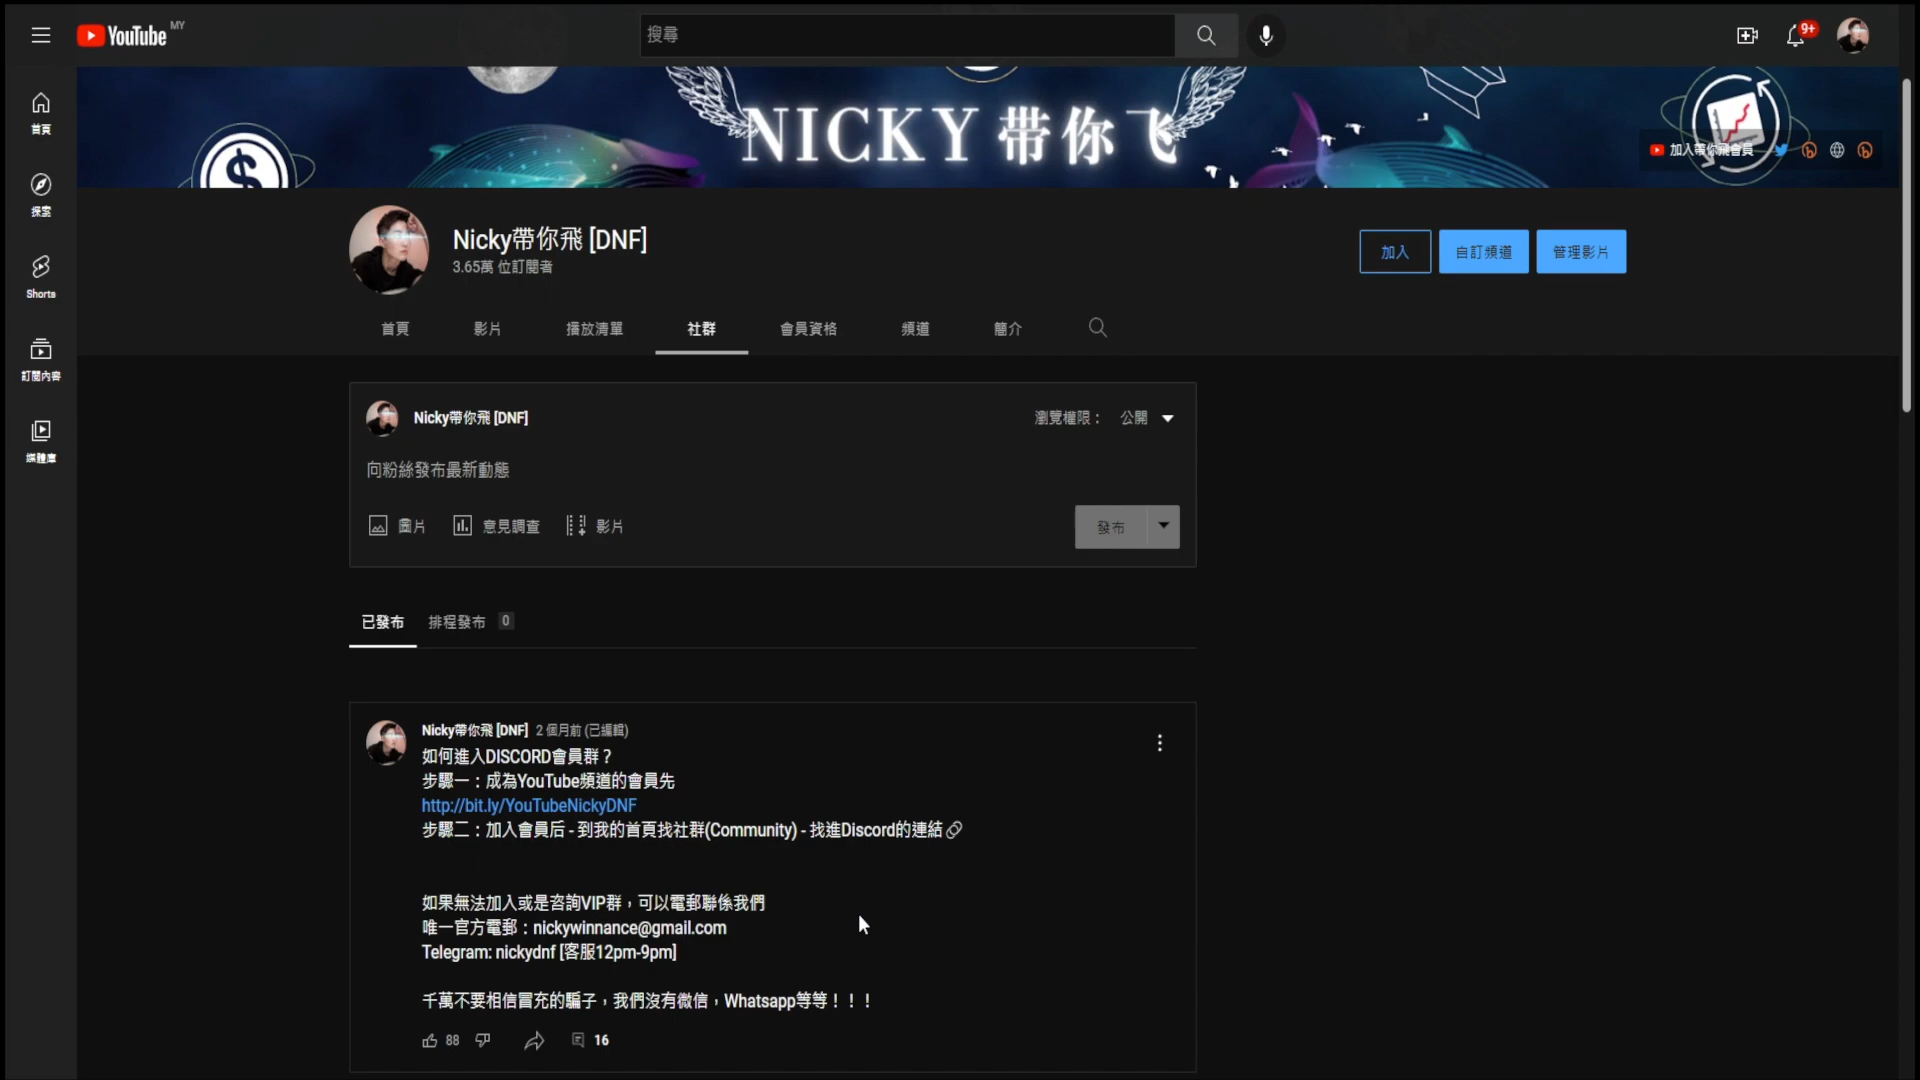 YouTube MY
搜尋
9+
首頁
探索
Shorts
訂閱內容
媒體庫
NICKY 带你飞
加入帶你飛會員
Nicky帶你飛 [DNF]
3.65萬 位訂閱者
加入
自訂頻道
管理影片
首頁
影片
播放清單
社群
會員資格
頻道
簡介
Nicky帶你飛 [DNF]
瀏覽權限： 公開
向粉絲發布最新動態
圖片
意見調查
影片
發布
已發布
排程發布 0
Nicky帶你飛 [DNF] 2 個月前 (已編輯)
如何進入DISCORD會員群？
步驟一：成為YouTube頻道的會員先
http://bit.ly/YouTubeNickyDNF
步驟二：加入會員后 - 到我的首頁找社群(Community) - 找進Discord的連結🔗
如果無法加入或是咨詢VIP群，可以電郵聯係我們
唯一官方電郵：nickywinnance@gmail.com
Telegram: nickydnf [客服12pm-9pm]
千萬不要相信冒充的騙子，我們沒有微信，Whatsapp等等！！！
88
16